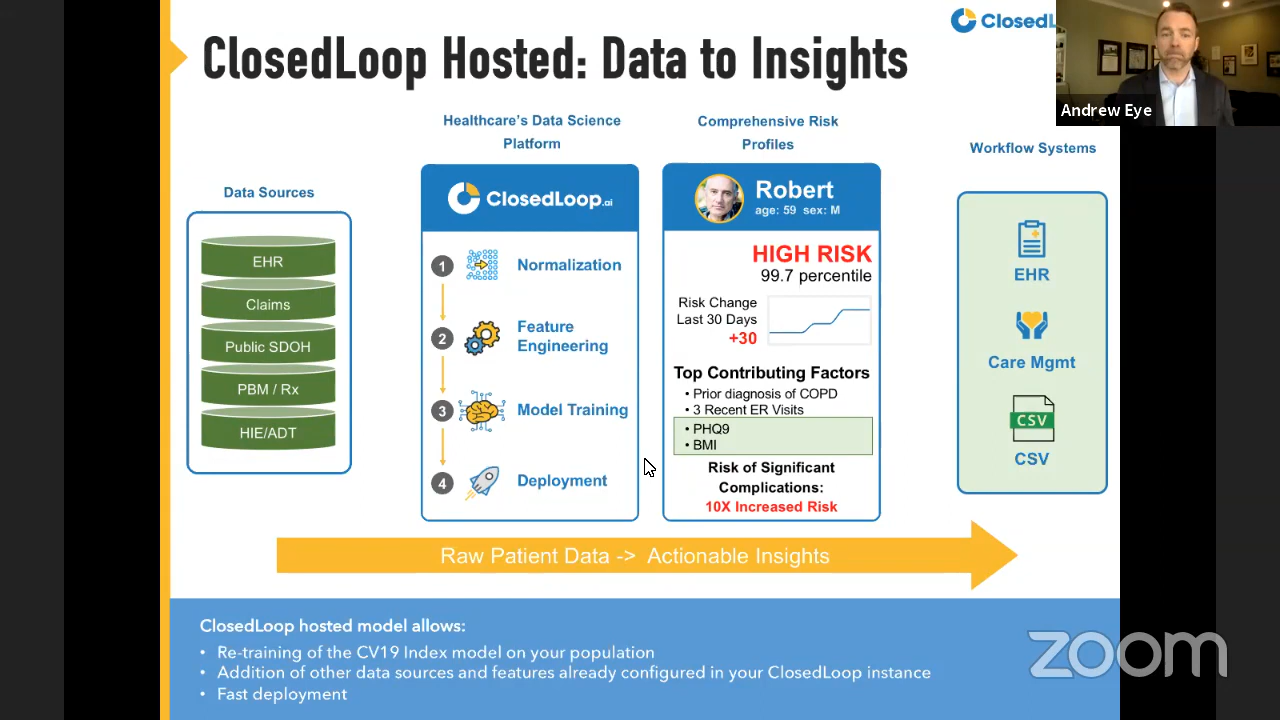 ClosedLoop Hosted: Data to Insights
Andrew Eye
Data Sources
EHR
Claims
Public SDOH
PBM / Rx
HIE/ADT
Healthcare's Data Science
Platform
ClosedLoop.ai
1 Normalization
2 Feature
Engineering
3 Model Training
4 Deployment
Comprehensive Risk
Profiles
Robert
age: 59 sex: M
HIGH RISK
99.7 percentile
Risk Change
Last 30 Days
+30
Top Contributing Factors
• Prior diagnosis of COPD
• 3 Recent ER Visits
• PHQ9
• BMI
Risk of Significant
Complications:
10X Increased Risk
Workflow Systems
EHR
Care Mgmt
CSV
CSV
Raw Patient Data -> Actionable Insights
ClosedLoop hosted model allows:
• Re-training of the CV19 Index model on your population
• Addition of other data sources and features already configured in your ClosedLoop instance
• Fast deployment
zoom